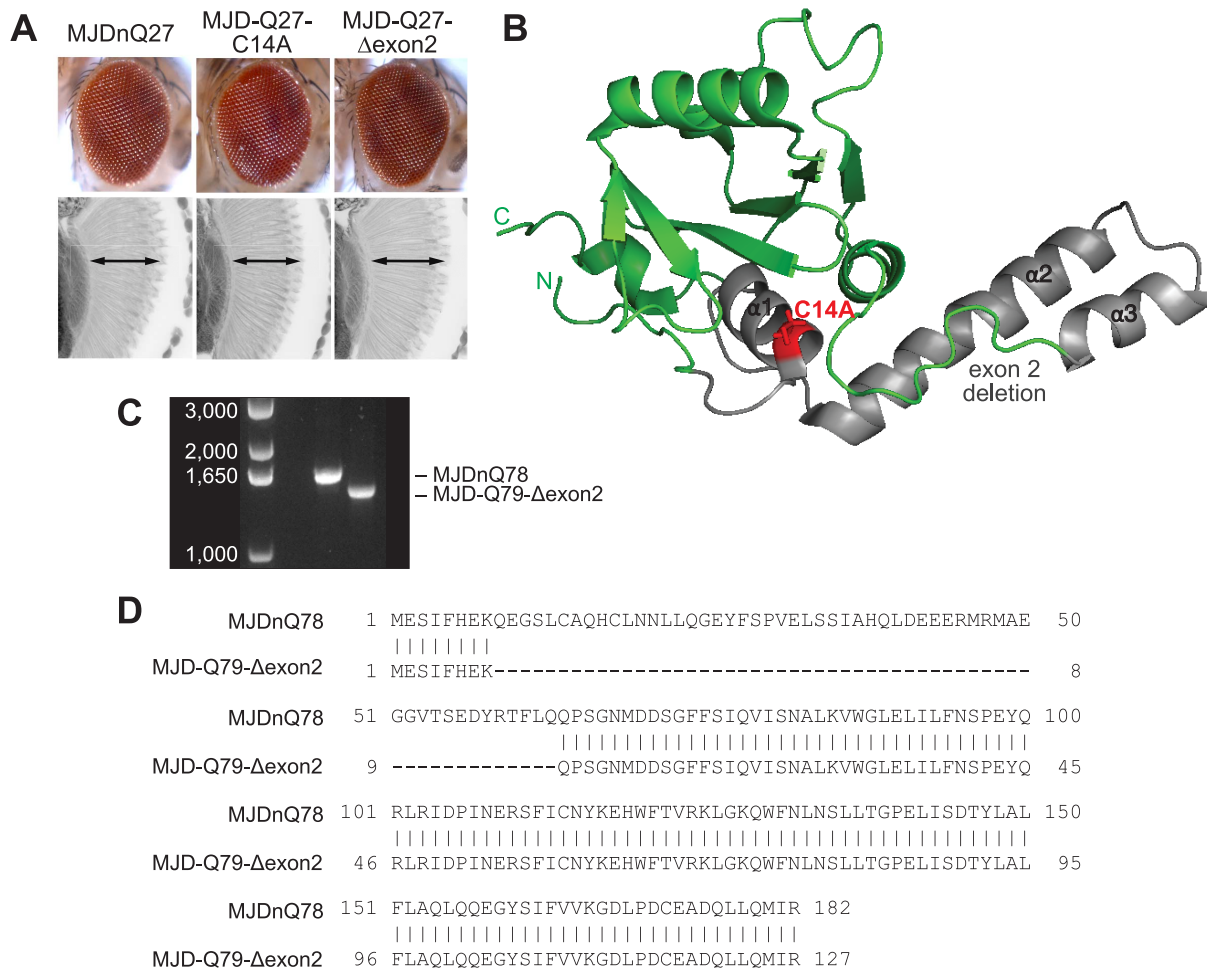 A
MJDnQ27
MJD-Q27-
C14A
MJD-Q27-
Δexon2
B
C
N
α1
C14A
α2
α3
exon 2
deletion
C
3,000
2,000
1,650
1,000
– MJDnQ78
– MJD-Q79-Δexon2
D
MJDnQ78 1 MESIFHEKQEGSLCAQHCLNNLLQGEYFSPVELSSIAHQLDEEERMRMAE 50
||||||||
MJD-Q79-Δexon2 1 MESIFHEK------------------------------------------ 8
MJDnQ78 51 GGVTSEDYRTFLQQPSGNMDDSGFFSIQVISNALKVWGLELILFNSPEYQ 100
|||||||||||||||||||||||||||||||||||||
MJD-Q79-Δexon2 9 -------------QPSGNMDDSGFFSIQVISNALKVWGLELILFNSPEYQ 45
MJDnQ78 101 RLRIDPINERSFICNYKEHWFTVRKLGKQWFNLNSLLTGPELISDTYLAL 150
||||||||||||||||||||||||||||||||||||||||||||||||||
MJD-Q79-Δexon2 46 RLRIDPINERSFICNYKEHWFTVRKLGKQWFNLNSLLTGPELISDTYLAL 95
MJDnQ78 151 FLAQLQQEGYSIFVVKGDLPDCEADQLLQMIR 182
||||||||||||||||||||||||||||||||
MJD-Q79-Δexon2 96 FLAQLQQEGYSIFVVKGDLPDCEADQLLQMIR 127